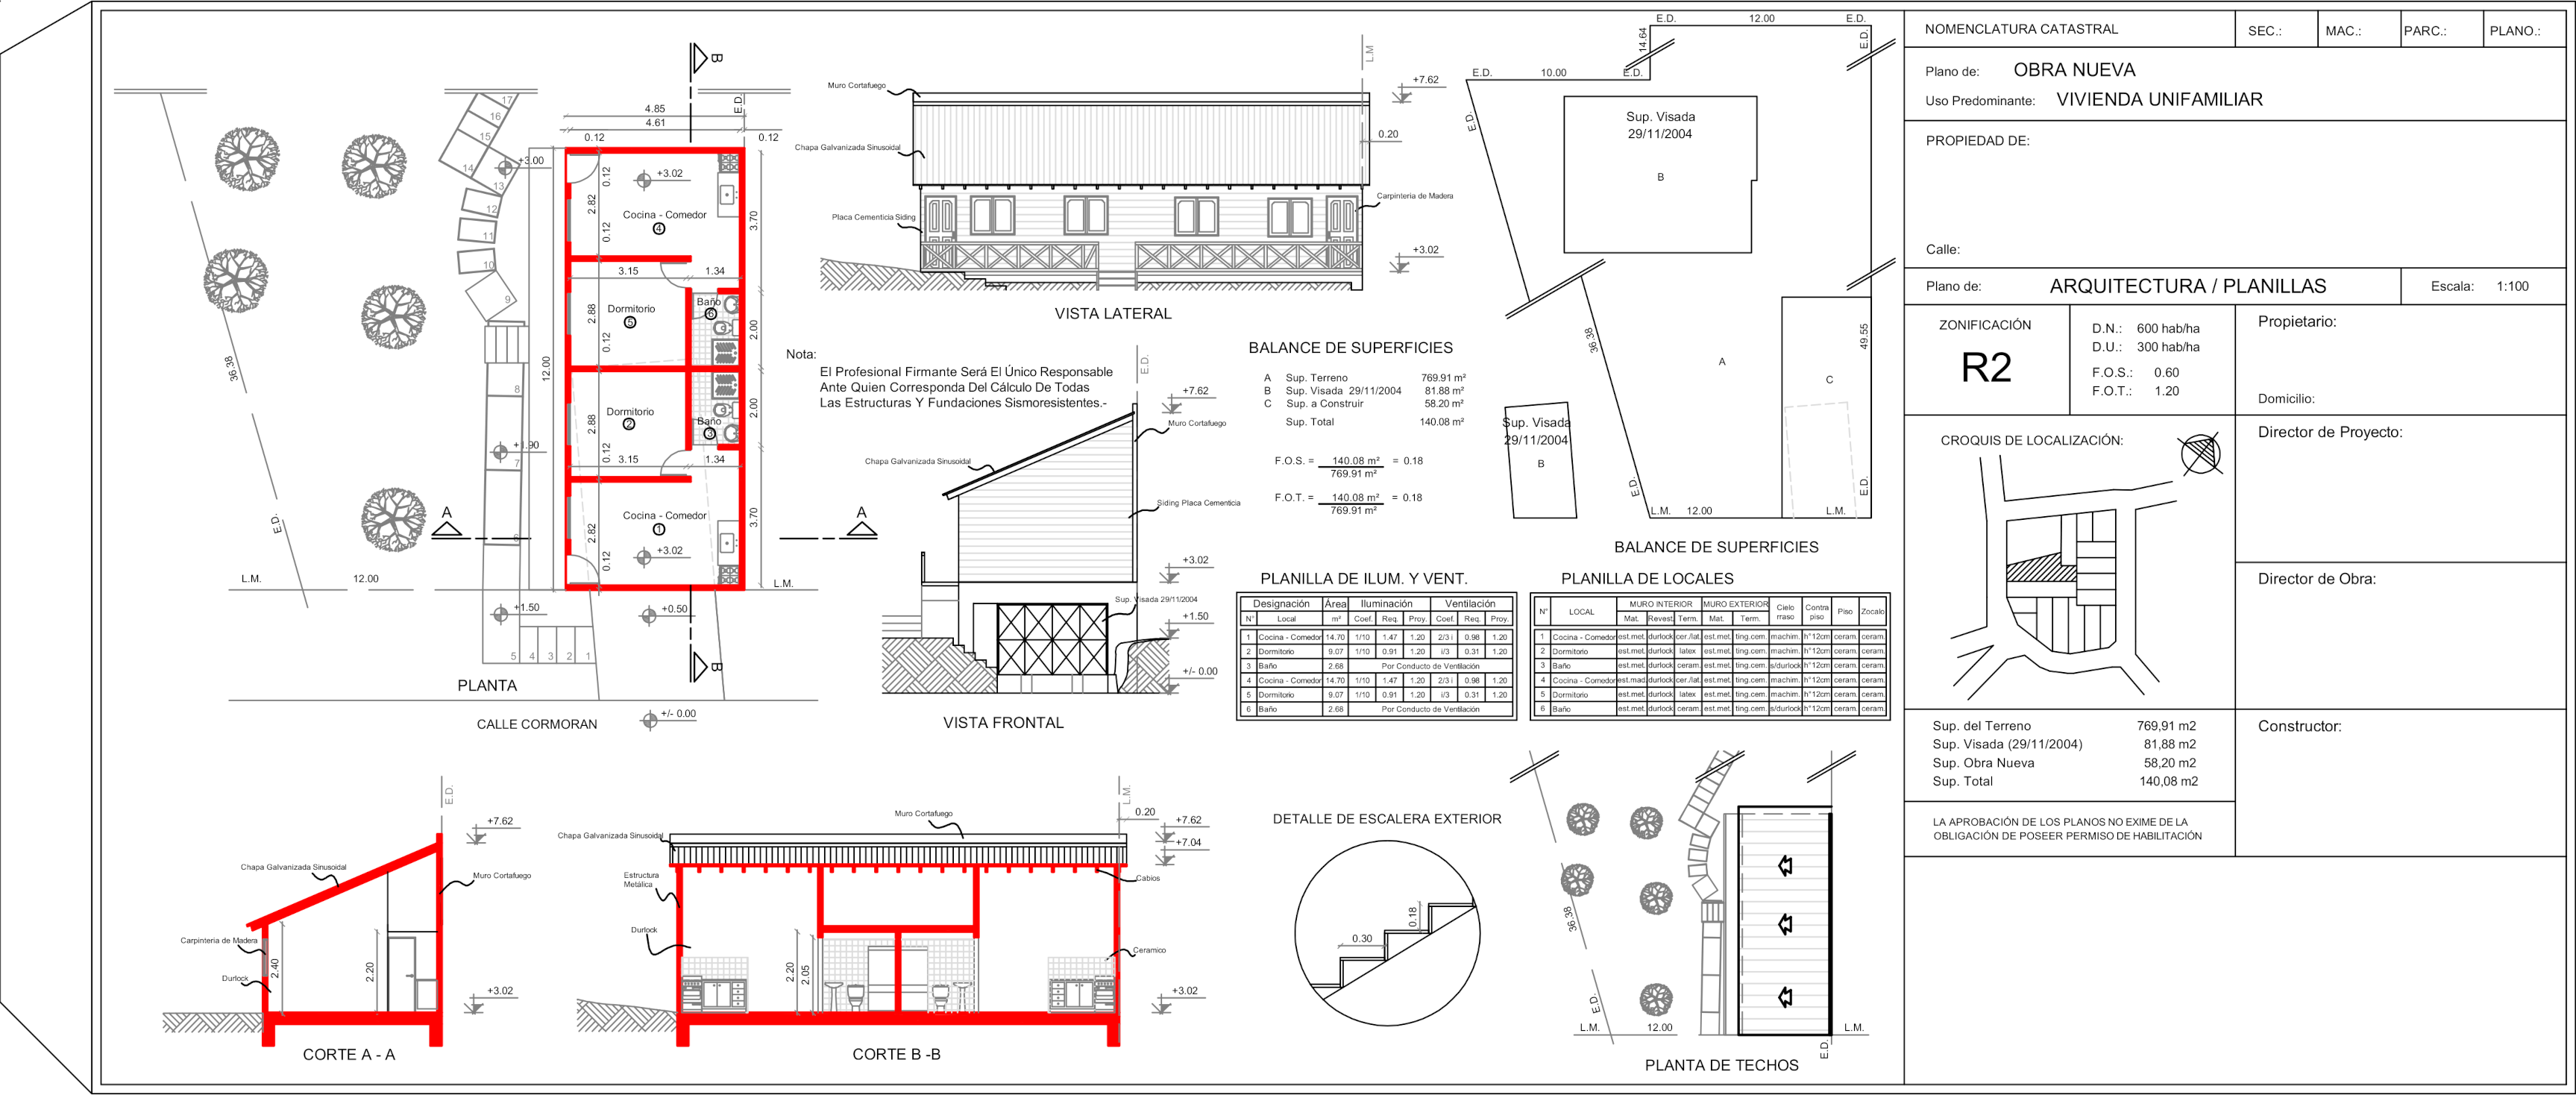 B
E.D.
4.85
4.61
0.12
0.12
17
16
15
14
13
12
11
10
9
8
7
6
5 4 3 2 1
+3.00
+3.02
0.12
2.82
0.12
3.70
Cocina - Comedor
4
3.15
1.34
Dormitorio
5
Baño
6
2.88
0.12
2.00
12.00
36.38
Dormitorio
2
Baño
3
2.88
0.12
2.00
+1.90
3.15
1.34
A
A
Cocina - Comedor
1
2.82
0.12
3.70
+3.02
E.D.
L.M.
12.00
L.M.
+1.50
+0.50
B
PLANTA
CALLE CORMORAN
+/- 0.00
L.M
Muro Cortafuego
+7.62
0.20
Chapa Galvanizada Sinusoidal
Carpinteria de Madera
Placa Cementicia Siding
+3.02
VISTA LATERAL
Nota:
El Profesional Firmante Será El Único Responsable
Ante Quien Corresponda Del Cálculo De Todas
Las Estructuras Y Fundaciones Sismoresistentes.-
E.D.
+7.62
Muro Cortafuego
Chapa Galvanizada Sinusoidal
Siding Placa Cementicia
+3.02
Sup. Visada 29/11/2004
+1.50
+/- 0.00
VISTA FRONTAL
BALANCE DE SUPERFICIES
A Sup. Terreno 769.91 m²
B Sup. Visada 29/11/2004 81.88 m²
C Sup. a Construir 58.20 m²
Sup. Total 140.08 m²
F.O.S. = 140.08 m² = 0.18
769.91 m²
F.O.T. = 140.08 m² = 0.18
769.91 m²
E.D.
12.00
E.D.
14.64
E.D.
E.D.
10.00
E.D.
E.D.
Sup. Visada
29/11/2004
B
36.38
49.55
A
C
Sup. Visada
29/11/2004
B
E.D.
E.D.
L.M.
12.00
L.M.
BALANCE DE SUPERFICIES
PLANILLA DE ILUM. Y VENT.
Designación Área Iluminación Ventilación
N° Local m² Coef. Req. Proy. Coef. Req. Proy.
1 Cocina - Comedor 14.70 1/10 1.47 1.20 2/3 i 0.98 1.20
2 Dormitorio 9.07 1/10 0.91 1.20 i/3 0.31 1.20
3 Baño 2.68 Por Conducto de Ventilación
4 Cocina - Comedor 14.70 1/10 1.47 1.20 2/3 i 0.98 1.20
5 Dormitorio 9.07 1/10 0.91 1.20 i/3 0.31 1.20
6 Baño 2.68 Por Conducto de Ventilación
PLANILLA DE LOCALES
N° LOCAL MURO INTERIOR MURO EXTERIOR Cielo rraso Contra piso Piso Zocalo
Mat. Revest. Term. Mat. Term.
1 Cocina - Comedor est.met. durlock cer./lat. est.met. ting.cem. machim. h°12cm ceram. ceram.
2 Dormitorio est.met. durlock latex est.met. ting.cem. machim. h°12cm ceram. ceram.
3 Baño est.met. durlock ceram. est.met. ting.cem. s/durlock h°12cm ceram. ceram.
4 Cocina - Comedor est.mad. durlock cer./lat. est.met. ting.cem. machim. h°12cm ceram. ceram.
5 Dormitorio est.met. durlock latex est.met. ting.cem. machim. h°12cm ceram. ceram.
6 Baño est.met. durlock ceram. est.met. ting.cem. s/durlock h°12cm ceram. ceram.
E.D.
+7.62
Chapa Galvanizada Sinusoidal
Muro Cortafuego
Carpinteria de Madera
2.40
2.20
Durlock
+3.02
CORTE A - A
L.M.
0.20
Muro Cortafuego
+7.62
Chapa Galvanizada Sinusoidal
+7.04
Estructura
Metálica
Cabios
Durlock
Ceramico
2.20
2.05
+3.02
CORTE B -B
DETALLE DE ESCALERA EXTERIOR
0.18
0.30
36.38
E.D.
L.M.
12.00
L.M.
E.D.
PLANTA DE TECHOS
NOMENCLATURA CATASTRAL SEC.: MAC.: PARC.: PLANO.:
Plano de: OBRA NUEVA
Uso Predominante: VIVIENDA UNIFAMILIAR
PROPIEDAD DE:
Calle:
Plano de: ARQUITECTURA / PLANILLAS Escala: 1:100
ZONIFICACIÓN
R2
D.N.: 600 hab/ha
D.U.: 300 hab/ha
F.O.S.: 0.60
F.O.T.: 1.20
Propietario:
Domicilio:
CROQUIS DE LOCALIZACIÓN:
Director de Proyecto:
Director de Obra:
Sup. del Terreno 769,91 m2
Sup. Visada (29/11/2004) 81,88 m2
Sup. Obra Nueva 58,20 m2
Sup. Total 140,08 m2
Constructor:
LA APROBACIÓN DE LOS PLANOS NO EXIME DE LA
OBLIGACIÓN DE POSEER PERMISO DE HABILITACIÓN